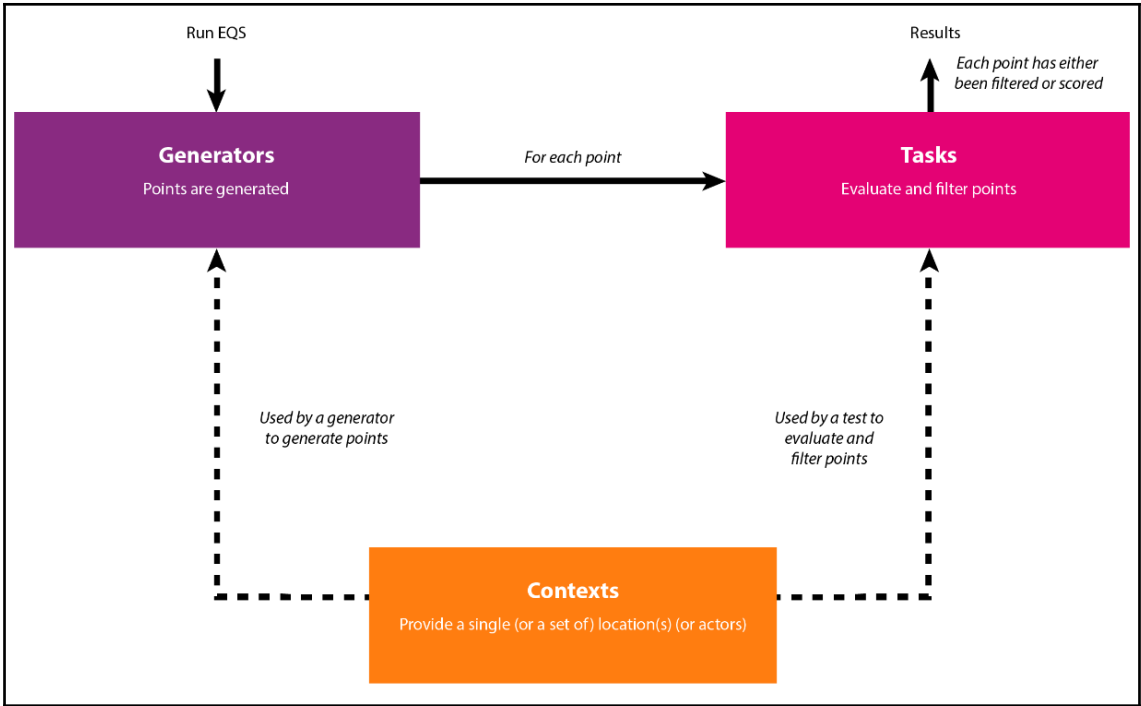 Run EQS
Results
Each point has either
been filtered or scored
Generators
Points are generated
For each point
Tasks
Evaluate and filter points
Used by a generator
to generate points
Used by a test to
evaluate and
filter points
Contexts
Provide a single (or a set of) location(s) (or actors)